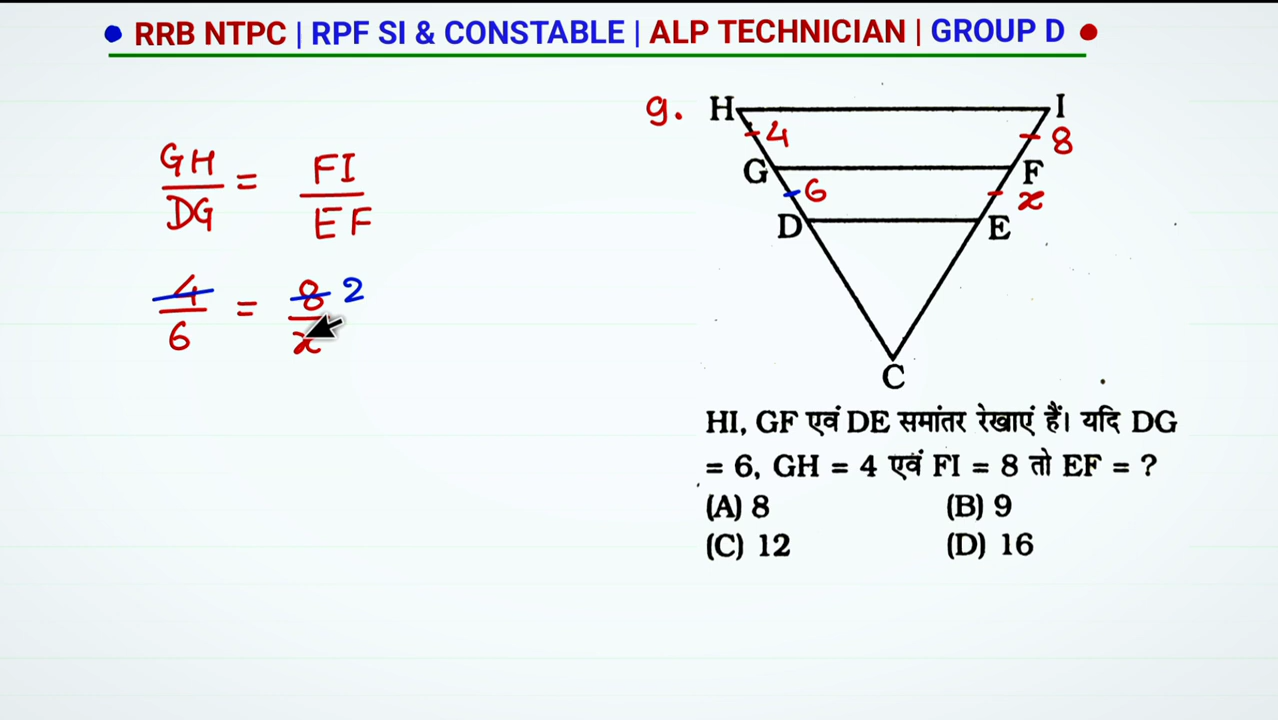 • RRB NTPC | RPF SI & CONSTABLE | ALP TECHNICIAN | GROUP D •
9.
H I
4 8
G F
6 x
D E
C
GH/DG = FI/EF
4/6 = 8/x 2
HI, GF एवं DE समांतर रेखाएं हैं। यदि DG
= 6, GH = 4 एवं FI = 8 तो EF = ?
(A) 8 (B) 9
(C) 12 (D) 16